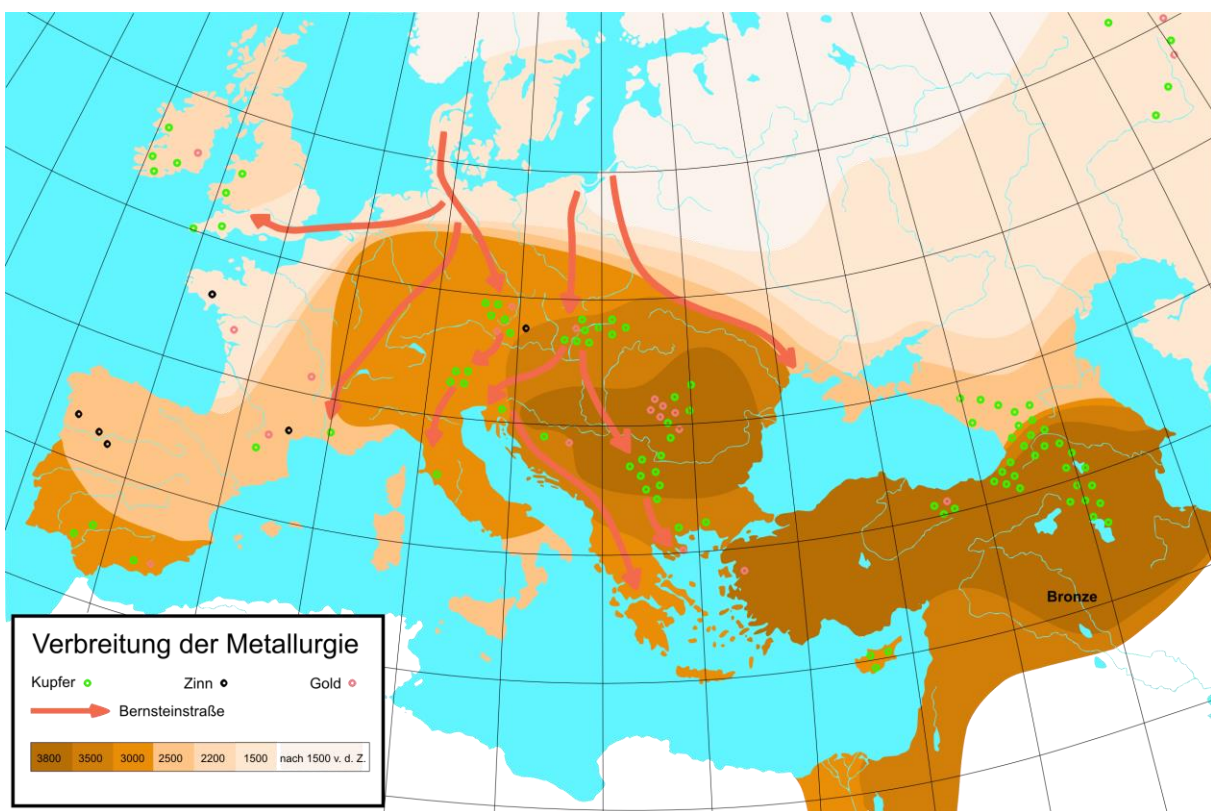 Bronze
Verbreitung der Metallurgie
Kupfer Zinn Gold
Bernsteinstraße
3800 3500 3000 2500 2200 1500 nach 1500 v. d. Z.